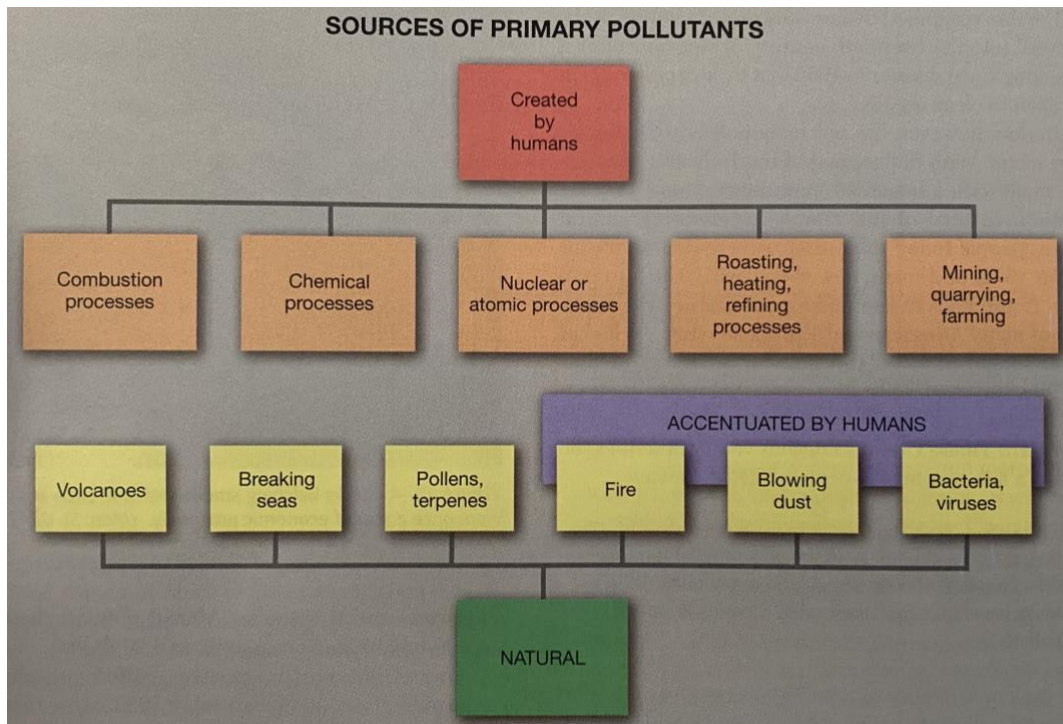 SOURCES OF PRIMARY POLLUTANTS
Created
by
humans
Combustion
processes
Chemical
processes
Nuclear or
atomic processes
Roasting,
heating,
refining
processes
Mining,
quarrying,
farming
ACCENTUATED BY HUMANS
Volcanoes
Breaking
seas
Pollens,
terpenes
Fire
Blowing
dust
Bacteria,
viruses
NATURAL